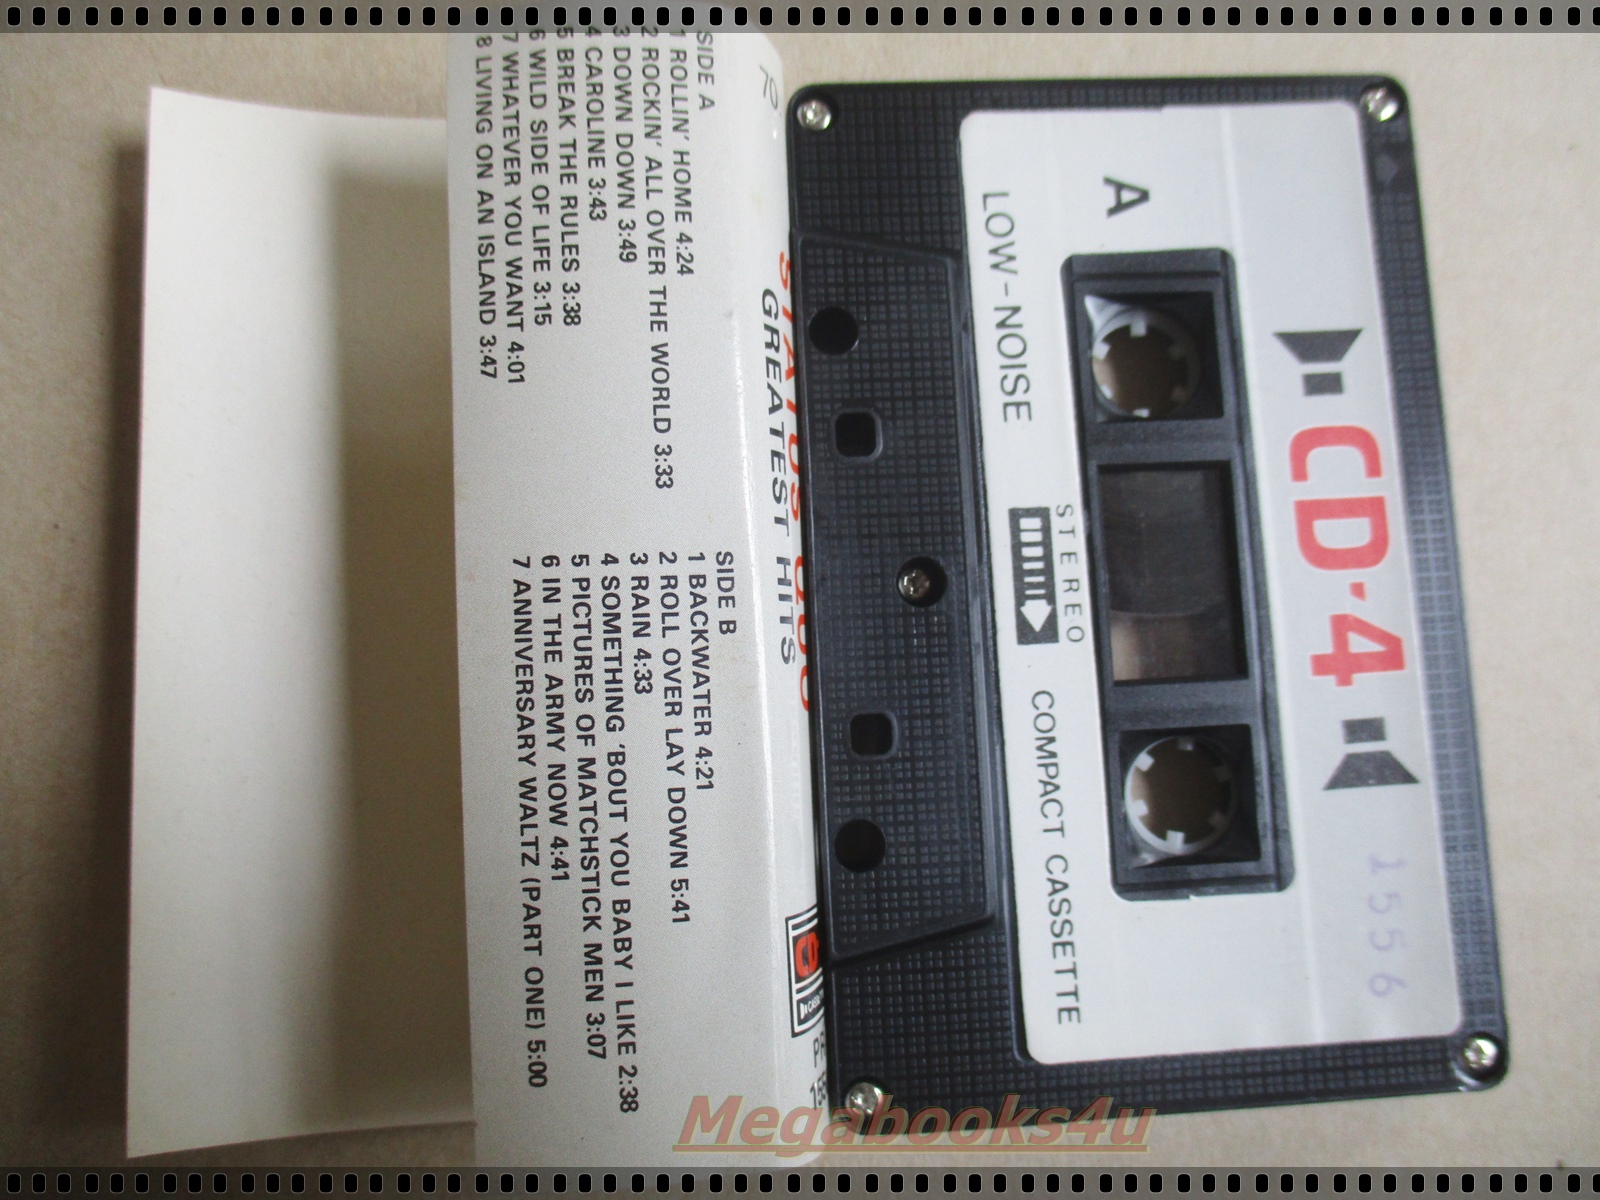 SIDE A
1 ROLLIN' HOME 4:24
2 ROCKIN' ALL OVER THE WORLD 3:33
3 DOWN DOWN 3:49
4 CAROLINE 3:43
5 BREAK THE RULES 3:38
6 WILD SIDE OF LIFE 3:15
7 WHATEVER YOU WANT 4:01
8 LIVING ON AN ISLAND 3:47
SIDE B
1 BACKWATER 4:21
2 ROLL OVER LAY DOWN 5:41
3 RAIN 4:33
4 SOMETHING 'BOUT YOU BABY I LIKE 2:38
5 PICTURES OF MATCHSTICK MEN 3:07
6 IN THE ARMY NOW 4:41
7 ANNIVERSARY WALTZ (PART ONE) 5:00
STATUS QUO
GREATEST HITS
CD-4
1556
A
STEREO
LOW-NOISE
COMPACT CASSETTE
Megabooks4u